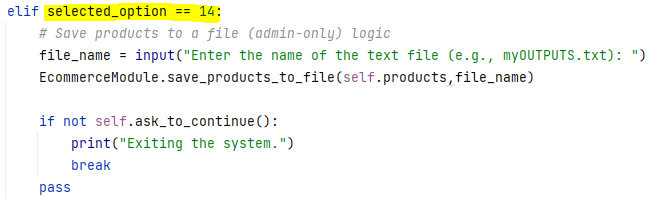 elif selected_option == 14:
# Save products to a file (admin-only) logic
file_name = input("Enter the name of the text file (e.g., myOUTPUTS.txt): ")
EcommerceModule.save_products_to_file(self.products,file_name)
if not self.ask_to_continue():
print("Exiting the system.")
break
pass